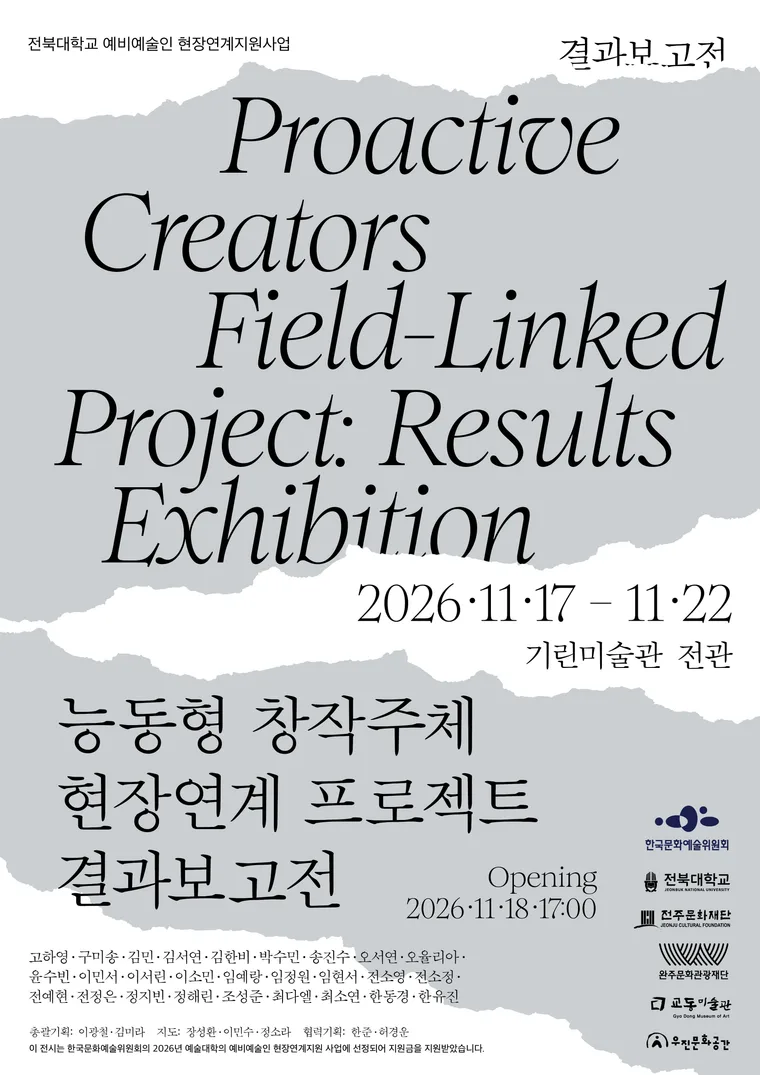 전북대학교 예비예술인 현장연계지원사업
결과보고전
Proactive
Creators
Field-Linked
Project: Results
Exhibition
2026·11·17 – 11·22
기린미술관 전관
능동형 창작주체
현장연계 프로젝트
결과보고전
Opening
2026·11·18·17:00
고하영·구미송·김민·김서연·김한비·박수민·송진수·오서연·오율리아·
윤수빈·이민서·이서린·이소민·임예랑·임정원·임현서·전소영·전소정·
전예현·전정은·정지빈·정해린·조성준·최다엘·최소연·한동경·한유진
총괄기획: 이광철·김미라 지도: 장성환·이민수·정소라 협력기획: 한준·허경운
이 전시는 한국문화예술위원회의 2026년 예술대학의 예비예술인 현장연계지원 사업에 선정되어 지원금을 지원받았습니다.
한국문화예술위원회
전북대학교
JEONBUK NATIONAL UNIVERSITY
전주문화재단
JEONJU CULTURAL FOUNDATION
완주문화관광재단
교동미술관
Gyo Dong Museum of Art
우진문화공간